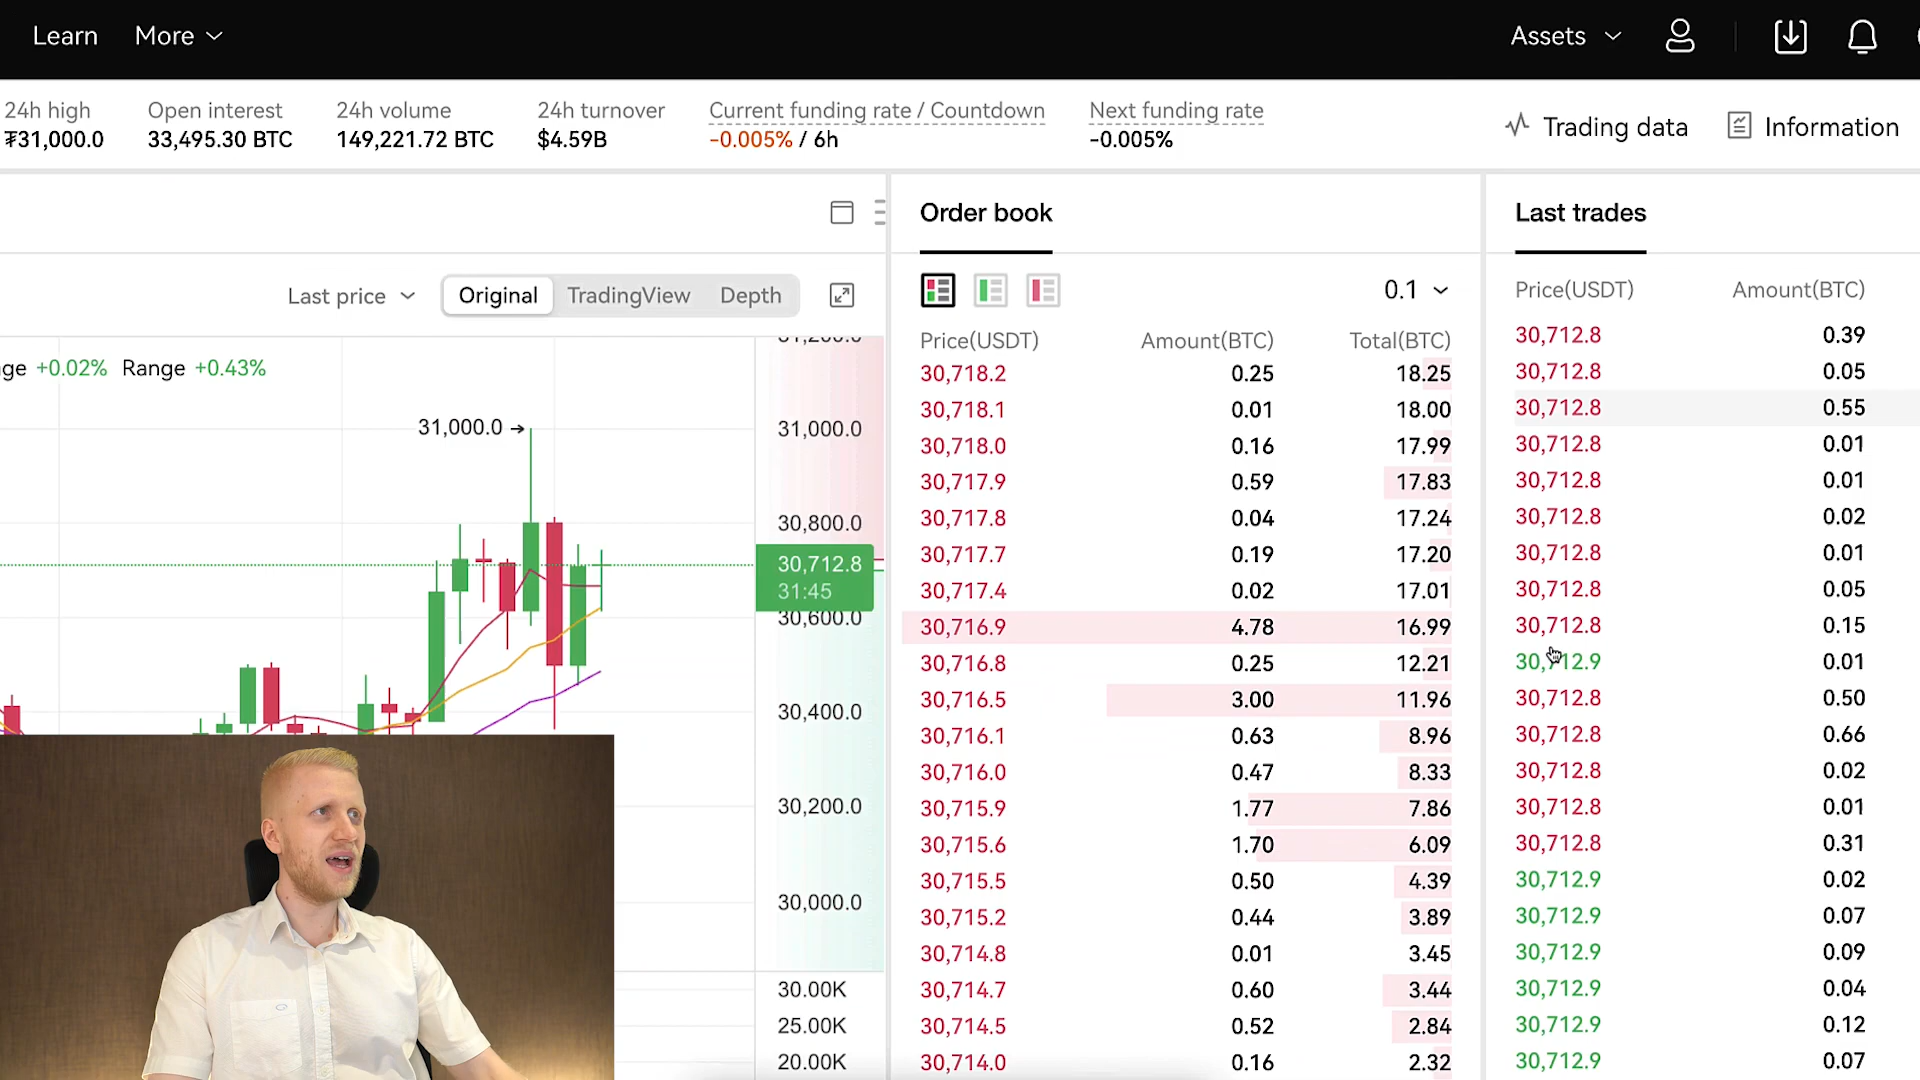 Learn More Assets
24h high Open interest 24h volume 24h turnover Current funding rate / Countdown Next funding rate
₮31,000.0 33,495.30 BTC 149,221.72 BTC $4.59B -0.005% / 6h -0.005%
Trading data Information
Order book
Last trades
Last price Original TradingView Depth
0.1
Price(USDT) Amount(BTC)
Price(USDT) Amount(BTC) Total(BTC)
ge +0.02% Range +0.43%
31,000.0 →
31,200.0
31,000.0
30,800.0
30,712.8
31:45
30,600.0
30,400.0
30,200.0
30,000.0
30.00K
25.00K
20.00K
30,718.2 0.25 18.25
30,718.1 0.01 18.00
30,718.0 0.16 17.99
30,717.9 0.59 17.83
30,717.8 0.04 17.24
30,717.7 0.19 17.20
30,717.4 0.02 17.01
30,716.9 4.78 16.99
30,716.8 0.25 12.21
30,716.5 3.00 11.96
30,716.1 0.63 8.96
30,716.0 0.47 8.33
30,715.9 1.77 7.86
30,715.6 1.70 6.09
30,715.5 0.50 4.39
30,715.2 0.44 3.89
30,714.8 0.01 3.45
30,714.7 0.60 3.44
30,714.5 0.52 2.84
30,714.0 0.16 2.32
30,712.8 0.39
30,712.8 0.05
30,712.8 0.55
30,712.8 0.01
30,712.8 0.01
30,712.8 0.02
30,712.8 0.01
30,712.8 0.05
30,712.8 0.15
30,712.9 0.01
30,712.8 0.50
30,712.8 0.66
30,712.8 0.02
30,712.8 0.01
30,712.8 0.31
30,712.9 0.02
30,712.9 0.07
30,712.9 0.09
30,712.9 0.04
30,712.9 0.12
30,712.9 0.07